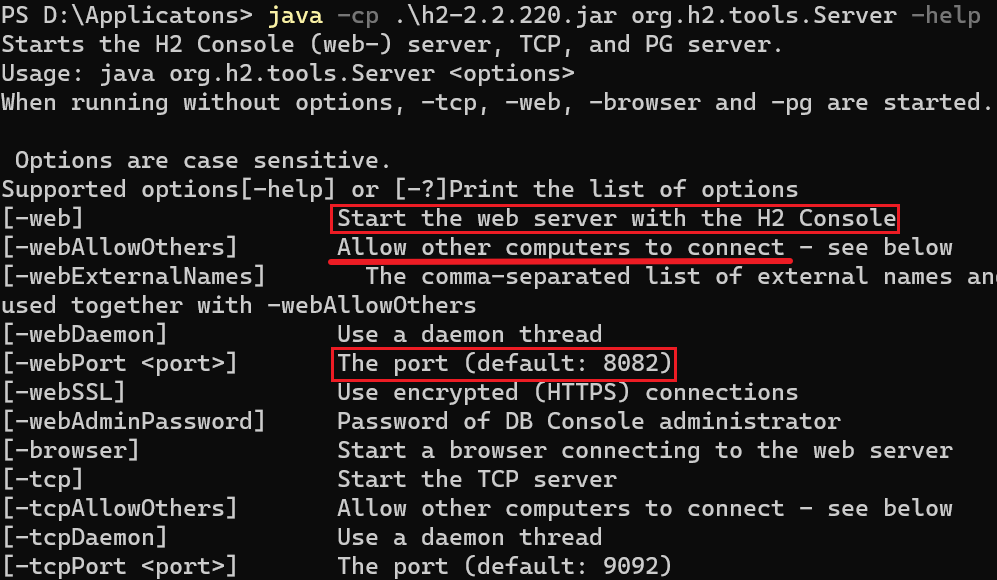 PS D:\Applicatons> java -cp .\h2-2.2.220.jar org.h2.tools.Server -help
Starts the H2 Console (web-) server, TCP, and PG server.
Usage: java org.h2.tools.Server <options>
When running without options, -tcp, -web, -browser and -pg are started.
Options are case sensitive.
Supported options[-help] or [-?]Print the list of options
[-web] Start the web server with the H2 Console
[-webAllowOthers] Allow other computers to connect - see below
[-webExternalNames] The comma-separated list of external names and
used together with -webAllowOthers
[-webDaemon] Use a daemon thread
[-webPort <port>] The port (default: 8082)
[-webSSL] Use encrypted (HTTPS) connections
[-webAdminPassword] Password of DB Console administrator
[-browser] Start a browser connecting to the web server
[-tcp] Start the TCP server
[-tcpAllowOthers] Allow other computers to connect - see below
[-tcpDaemon] Use a daemon thread
[-tcpPort <port>] The port (default: 9092)